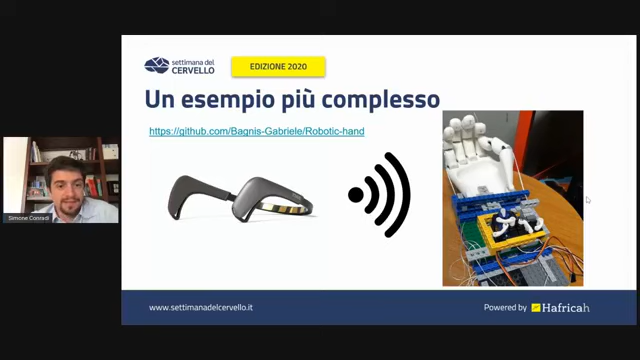 settimana del
CERVELLO
EDIZIONE 2020
Un esempio più complesso
https://github.com/Bagnis-Gabriele/Robotic-hand
Simone Conradi
www.settimanadelcervello.it
Powered by Hafricah